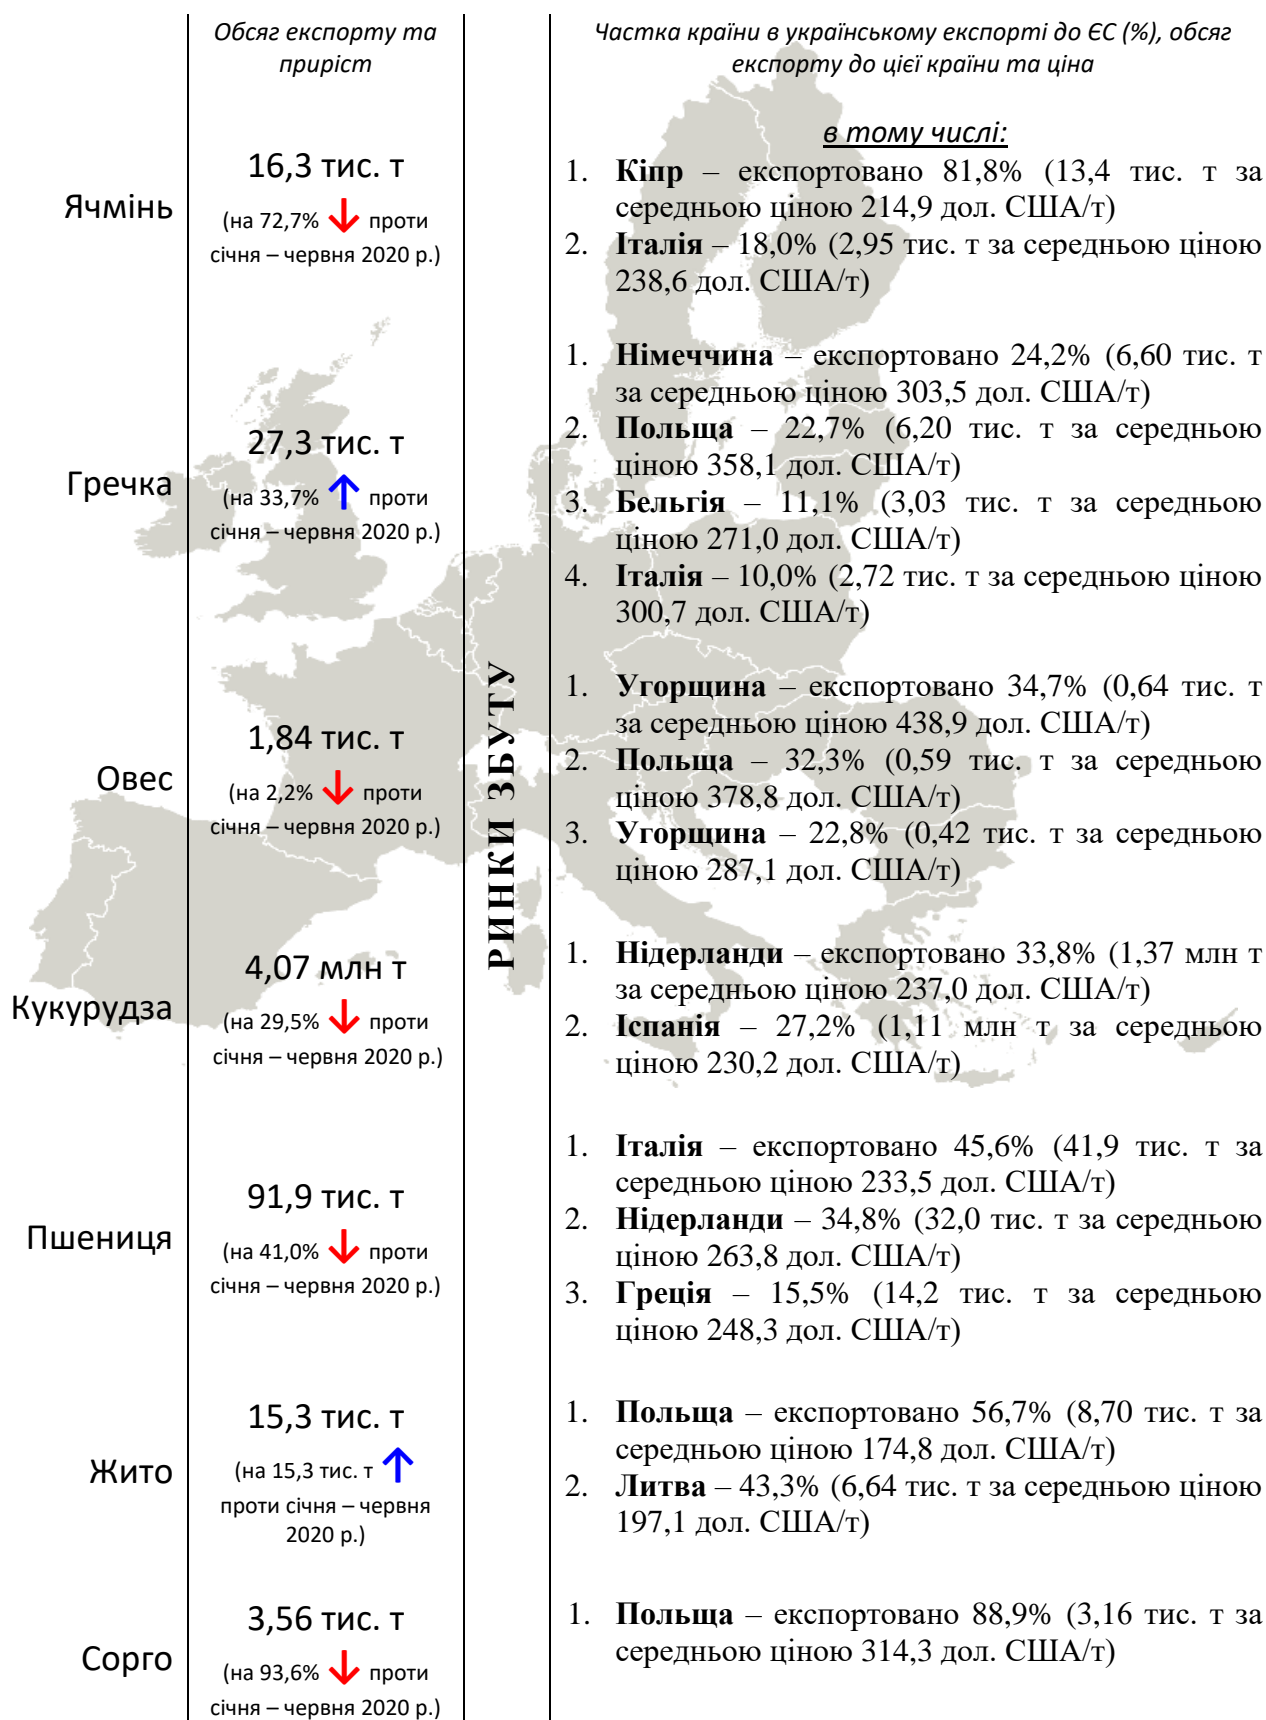 Обсяг експорту та
приріст
Частка країни в українському експорті до ЄС (%), обсяг
експорту до цієї країни та ціна
в тому числі:
Ячмінь
16,3 тис. т
(на 72,7% ↓ проти
січня – червня 2020 р.)
1. Кіпр – експортовано 81,8% (13,4 тис. т за
середньою ціною 214,9 дол. США/т)
2. Італія – 18,0% (2,95 тис. т за середньою ціною
238,6 дол. США/т)
Гречка
27,3 тис. т
(на 33,7% ↑ проти
січня – червня 2020 р.)
1. Німеччина – експортовано 24,2% (6,60 тис. т
за середньою ціною 303,5 дол. США/т)
2. Польща – 22,7% (6,20 тис. т за середньою
ціною 358,1 дол. США/т)
3. Бельгія – 11,1% (3,03 тис. т за середньою
ціною 271,0 дол. США/т)
4. Італія – 10,0% (2,72 тис. т за середньою ціною
300,7 дол. США/т)
РИНКИ ЗБУТУ
Овес
1,84 тис. т
(на 2,2% ↓ проти
січня – червня 2020 р.)
1. Угорщина – експортовано 34,7% (0,64 тис. т
за середньою ціною 438,9 дол. США/т)
2. Польща – 32,3% (0,59 тис. т за середньою
ціною 378,8 дол. США/т)
3. Угорщина – 22,8% (0,42 тис. т за середньою
ціною 287,1 дол. США/т)
Кукурудза
4,07 млн т
(на 29,5% ↓ проти
січня – червня 2020 р.)
1. Нідерланди – експортовано 33,8% (1,37 млн т
за середньою ціною 237,0 дол. США/т)
2. Іспанія – 27,2% (1,11 млн т за середньою
ціною 230,2 дол. США/т)
Пшениця
91,9 тис. т
(на 41,0% ↓ проти
січня – червня 2020 р.)
1. Італія – експортовано 45,6% (41,9 тис. т за
середньою ціною 233,5 дол. США/т)
2. Нідерланди – 34,8% (32,0 тис. т за середньою
ціною 263,8 дол. США/т)
3. Греція – 15,5% (14,2 тис. т за середньою
ціною 248,3 дол. США/т)
Жито
15,3 тис. т
(на 15,3 тис. т ↑
проти січня – червня
2020 р.)
1. Польща – експортовано 56,7% (8,70 тис. т за
середньою ціною 174,8 дол. США/т)
2. Литва – 43,3% (6,64 тис. т за середньою ціною
197,1 дол. США/т)
Сорго
3,56 тис. т
(на 93,6% ↓ проти
січня – червня 2020 р.)
1. Польща – експортовано 88,9% (3,16 тис. т за
середньою ціною 314,3 дол. США/т)